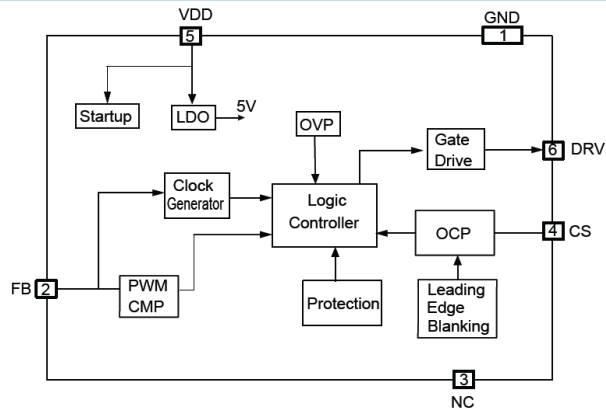 VDD
GND
5
1
Startup
LDO
5V
OVP
Gate
Drive
6
DRV
Clock
Generator
Logic
Controller
OCP
4
CS
FB
2
PWM
CMP
Protection
Leading
Edge
Blanking
3
NC